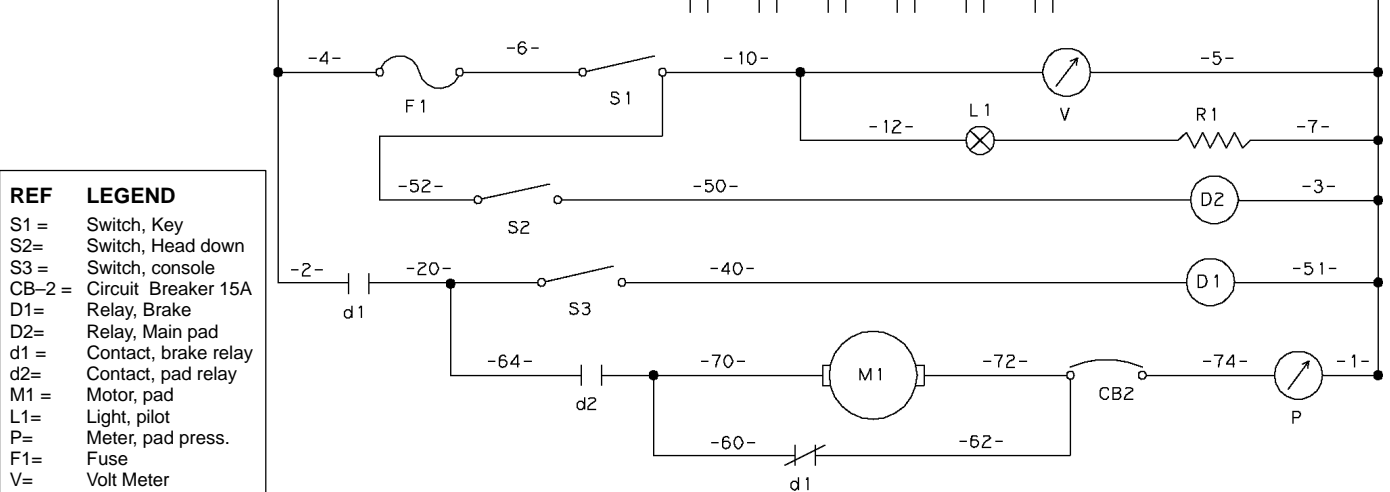 -4-
-6-
-10-
-5-
F1
S1
V
L1
R1
-12-
-7-
-52-
-50-
D2
-3-
S2
-2-
-20-
-40-
D1
-51-
d1
S3
-64-
-70-
M1
-72-
-74-
-1-
d2
CB2
P
-60-
-62-
d1
REF LEGEND
S1 = Switch, Key
S2= Switch, Head down
S3 = Switch, console
CB–2 = Circuit Breaker 15A
D1= Relay, Brake
D2= Relay, Main pad
d1 = Contact, brake relay
d2= Contact, pad relay
M1 = Motor, pad
L1= Light, pilot
P= Meter, pad press.
F1= Fuse
V= Volt Meter